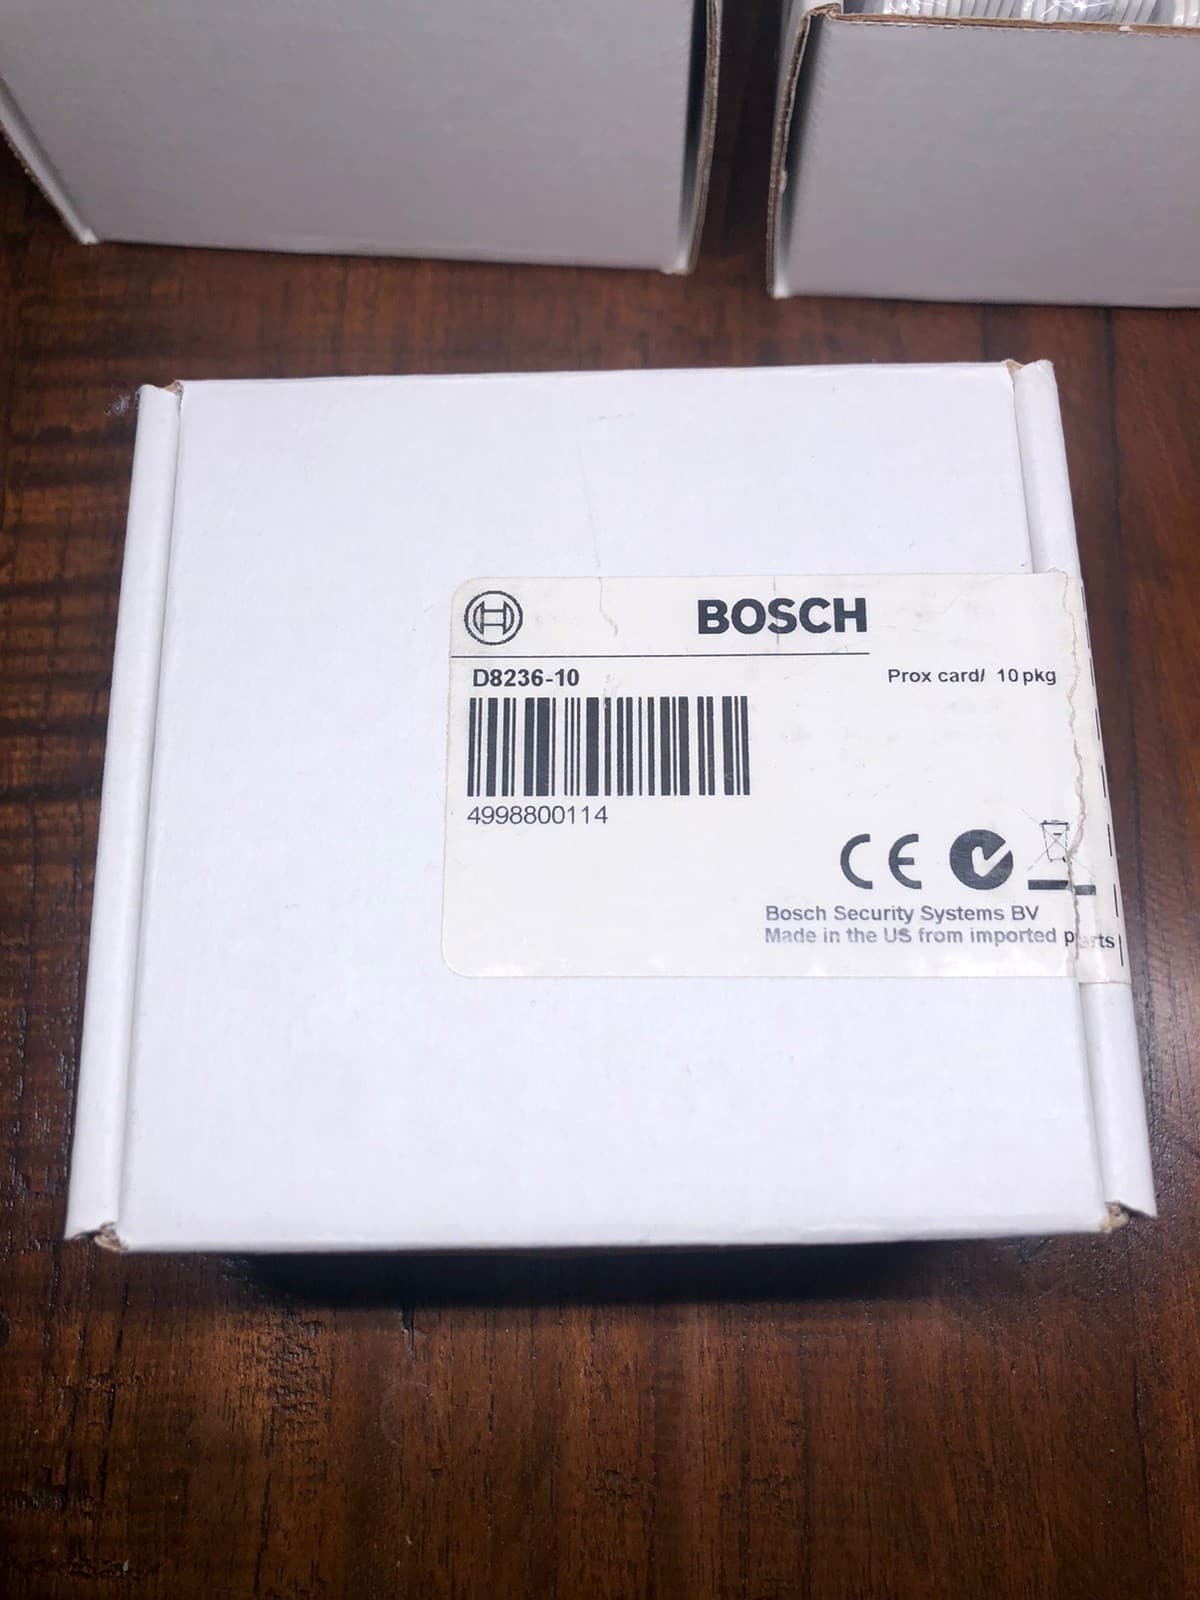 BOSCH
D8236-10 Prox card/ 10 pkg
4998800114
CE
Bosch Security Systems BV
Made in the US from imported parts